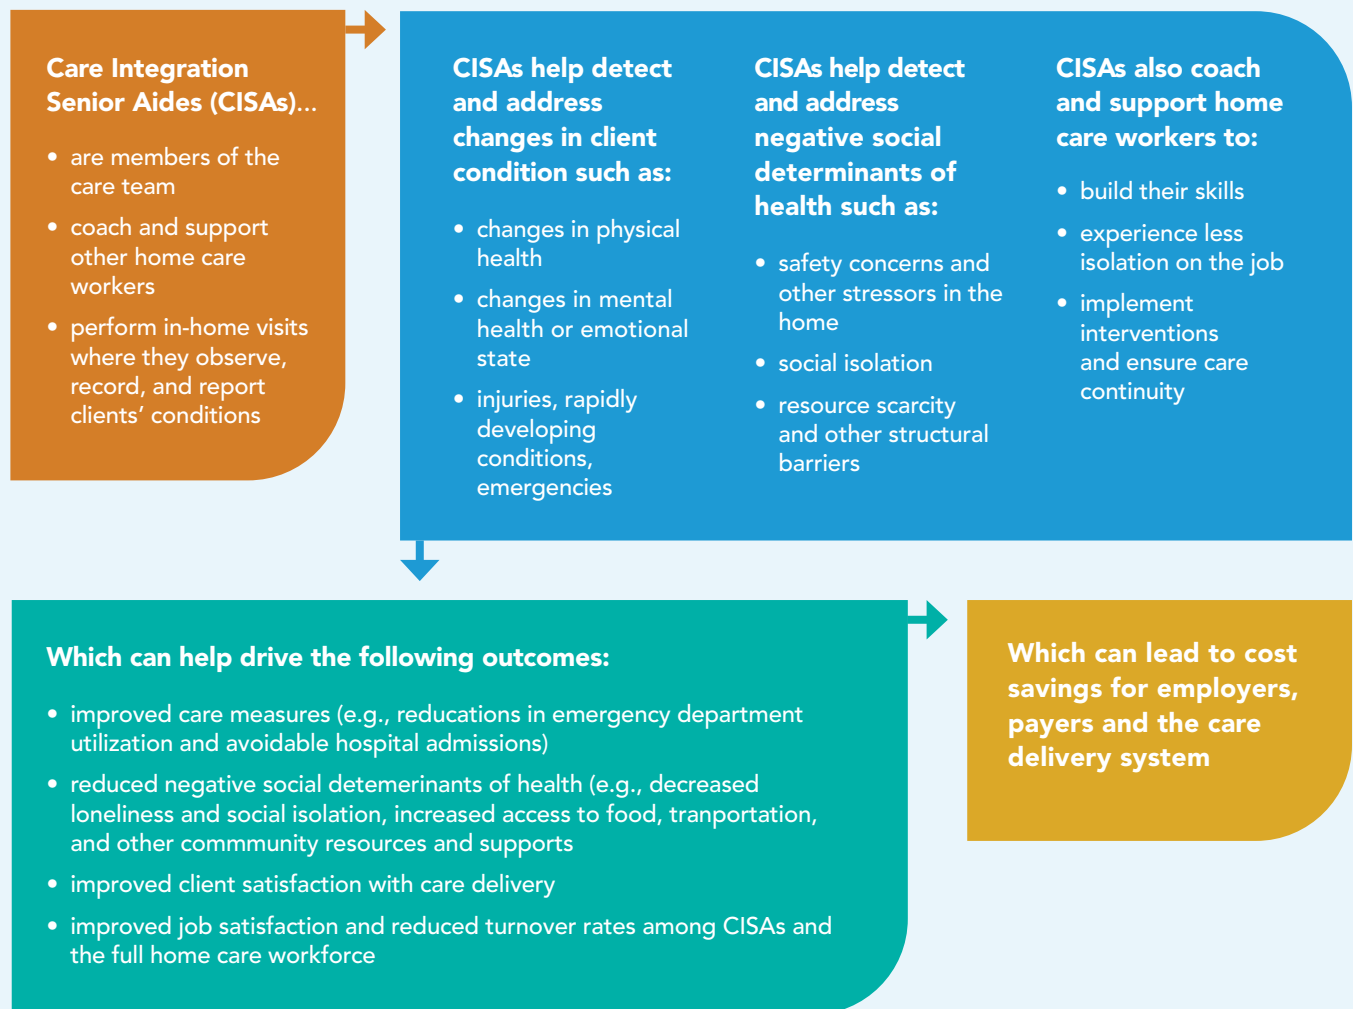 Care Integration
Senior Aides (CISAs)...
• are members of the
care team
• coach and support
other home care
workers
• perform in-home visits
where they observe,
record, and report
clients’ conditions
CISAs help detect
and address
changes in client
condition such as:
• changes in physical
health
• changes in mental
health or emotional
state
• injuries, rapidly
developing
conditions,
emergencies
CISAs help detect
and address
negative social
determinants of
health such as:
• safety concerns and
other stressors in the
home
• social isolation
• resource scarcity
and other structural
barriers
CISAs also coach
and support home
care workers to:
• build their skills
• experience less
isolation on the job
• implement
interventions
and ensure care
continuity
Which can help drive the following outcomes:
• improved care measures (e.g., reducations in emergency department
utilization and avoidable hospital admissions)
• reduced negative social detemerinants of health (e.g., decreased
loneliness and social isolation, increased access to food, tranportation,
and other commmunity resources and supports
• improved client satisfaction with care delivery
• improved job satisfaction and reduced turnover rates among CISAs and
the full home care workforce
Which can lead to cost
savings for employers,
payers and the care
delivery system